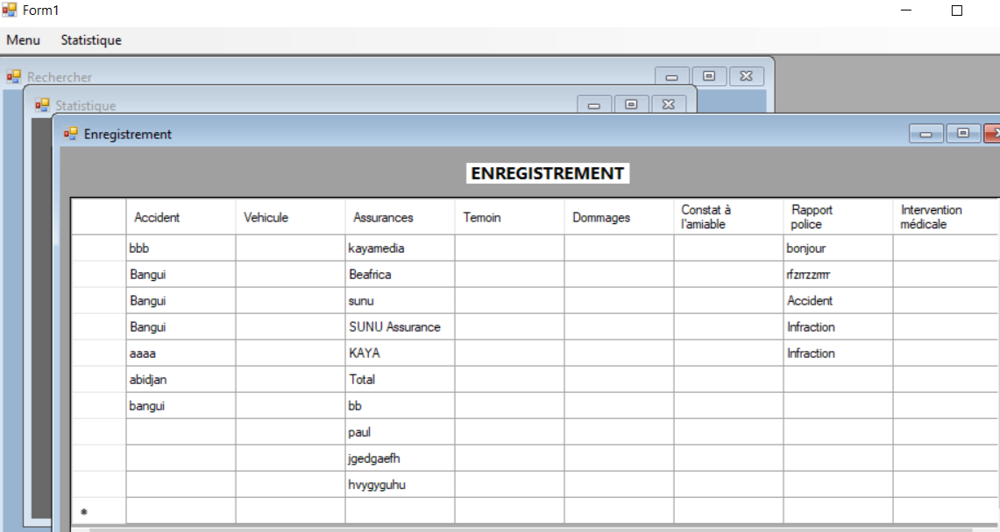 Form1
Menu Statistique
Rechercher
Statistique
Enregistrement
ENREGISTREMENT
Accident Vehicule Assurances Temoin Dommages Constat à l'amiable Rapport police Intervention médicale
bbb kayamedia bonjour
Bangui Beafrica
Bangui sunu Accident
Bangui SUNU Assurance Infraction
aaaa KAYA Infraction
abidjan Total
bangui bb
paul
jgedgaefh
hvygyguhu